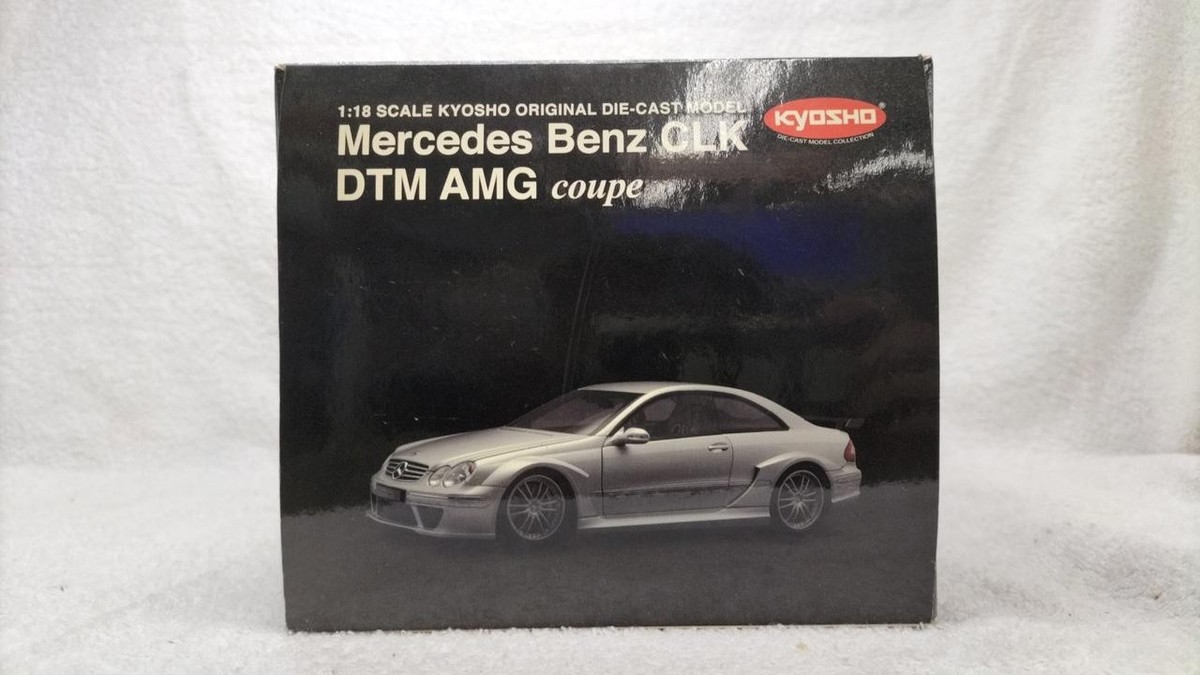 1:18 SCALE KYOSHO ORIGINAL DIE-CAST MODEL
Mercedes Benz CLK
DTM AMG coupe
KYOSHO®
DIE-CAST MODEL COLLECTION